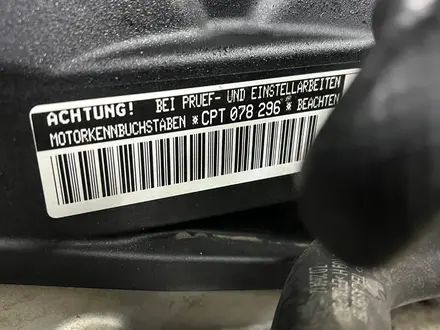 ACHTUNG! BEI PRUEF- UND EINSTELLARBEITEN
MOTORKENNBUCHSTABEN *CPT 078 296* BEACHTEN